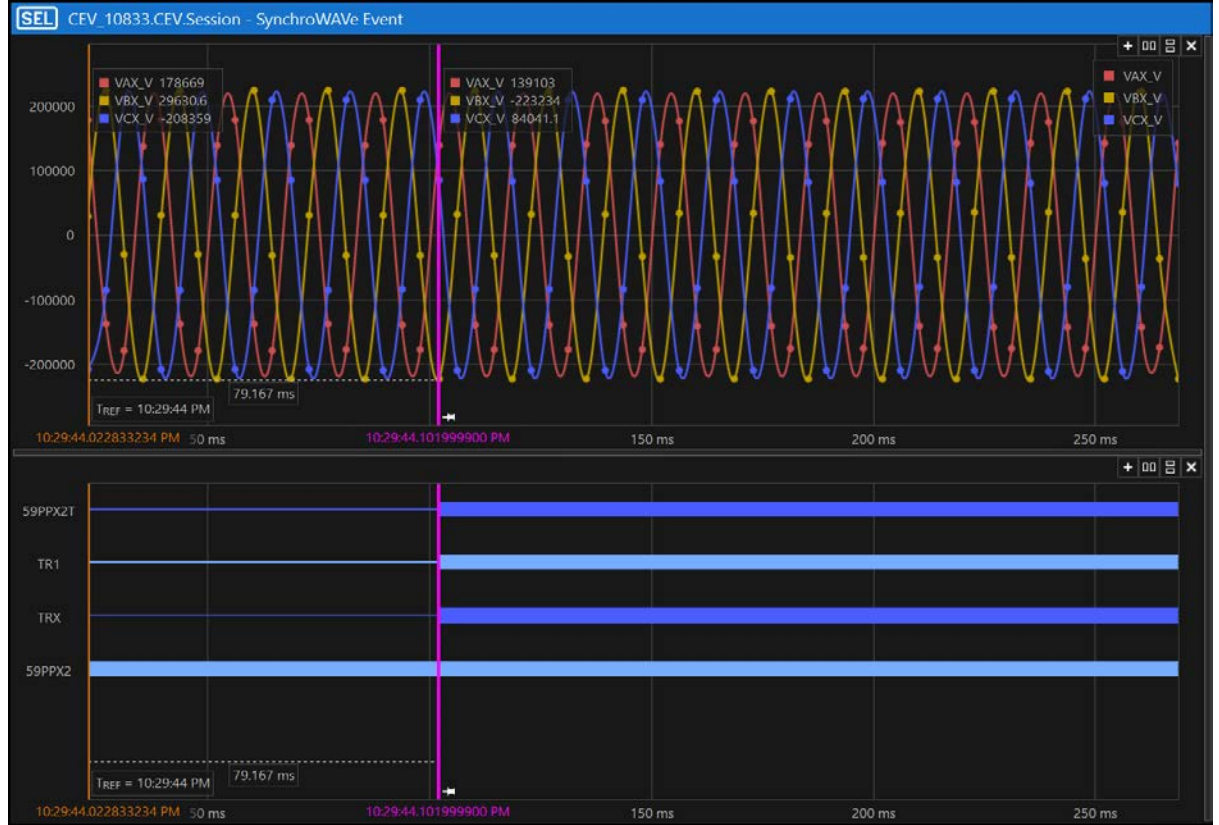 SEL CEV_10833.CEV.Session - SynchroWAVe Event
VAX_V 178669
VBX_V 29630.6
VCX_V -208359
VAX_V 139103
VBX_V -223234
VCX_V 84041.1
VAX_V
VBX_V
VCX_V
200000
100000
0
-100000
-200000
79.167 ms
TREF = 10:29:44 PM
10:29:44.022833234 PM 50 ms 10:29:44.101999900 PM 150 ms 200 ms 250 ms
59PPX2T
TR1
TRX
59PPX2
79.167 ms
TREF = 10:29:44 PM
10:29:44.022833234 PM 50 ms 10:29:44.101999900 PM 150 ms 200 ms 250 ms